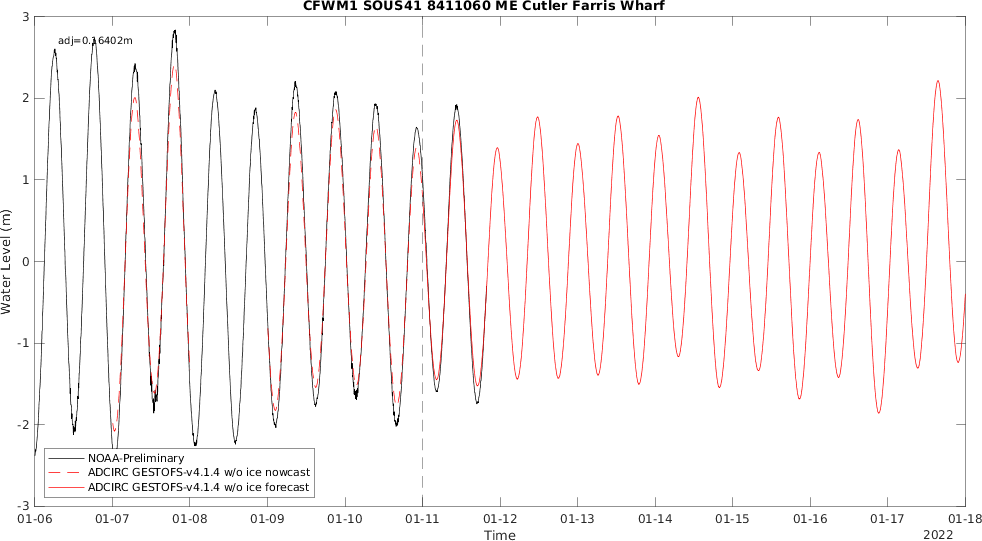 CFWM1 SOUS41 8411060 ME Cutler Farris Wharf
adj=0.16402m
3
2
1
0
-1
-2
-3
Water Level (m)
NOAA-Preliminary
ADCIRC GESTOFS-v4.1.4 w/o ice nowcast
ADCIRC GESTOFS-v4.1.4 w/o ice forecast
01-06 01-07 01-08 01-09 01-10 01-11 01-12 01-13 01-14 01-15 01-16 01-17 01-18
Time
2022